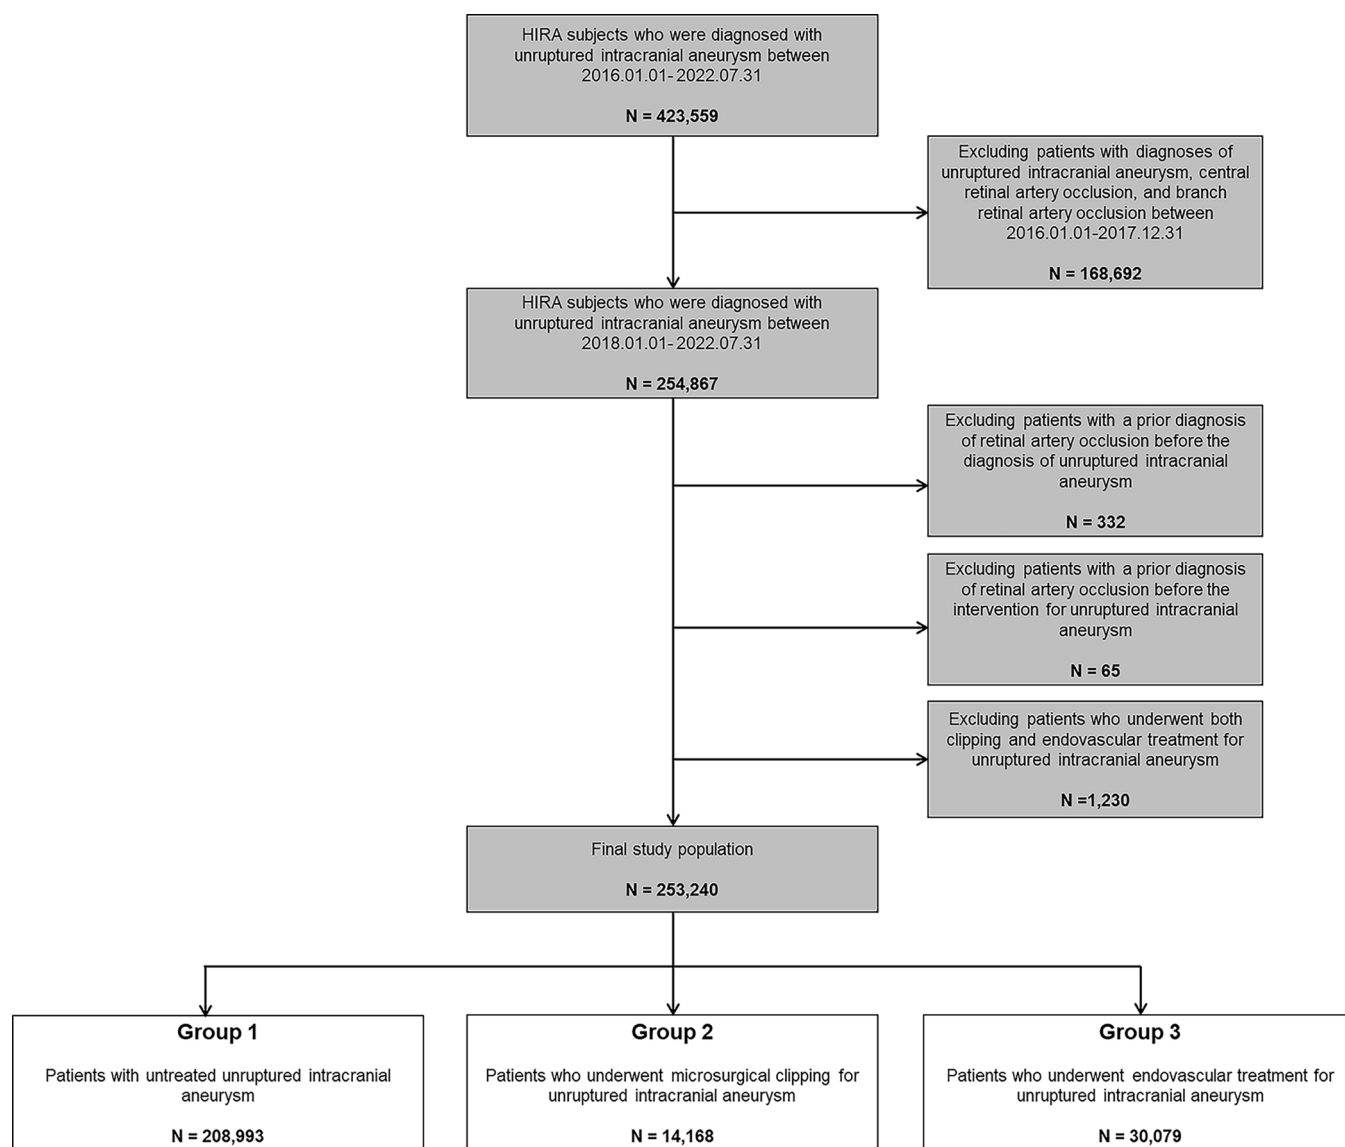 HIRA subjects who were diagnosed with
unruptured intracranial aneurysm between
2016.01.01- 2022.07.31
N = 423,559
Excluding patients with diagnoses of
unruptured intracranial aneurysm, central
retinal artery occlusion, and branch
retinal artery occlusion between
2016.01.01-2017.12.31
N = 168,692
HIRA subjects who were diagnosed with
unruptured intracranial aneurysm between
2018.01.01- 2022.07.31
N = 254,867
Excluding patients with a prior diagnosis
of retinal artery occlusion before the
diagnosis of unruptured intracranial
aneurysm
N = 332
Excluding patients with a prior diagnosis
of retinal artery occlusion before the
intervention for unruptured intracranial
aneurysm
N = 65
Excluding patients who underwent both
clipping and endovascular treatment for
unruptured intracranial aneurysm
N =1,230
Final study population
N = 253,240
Group 1
Patients with untreated unruptured intracranial
aneurysm
N = 208,993
Group 2
Patients who underwent microsurgical clipping for
unruptured intracranial aneurysm
N = 14,168
Group 3
Patients who underwent endovascular treatment for
unruptured intracranial aneurysm
N = 30,079